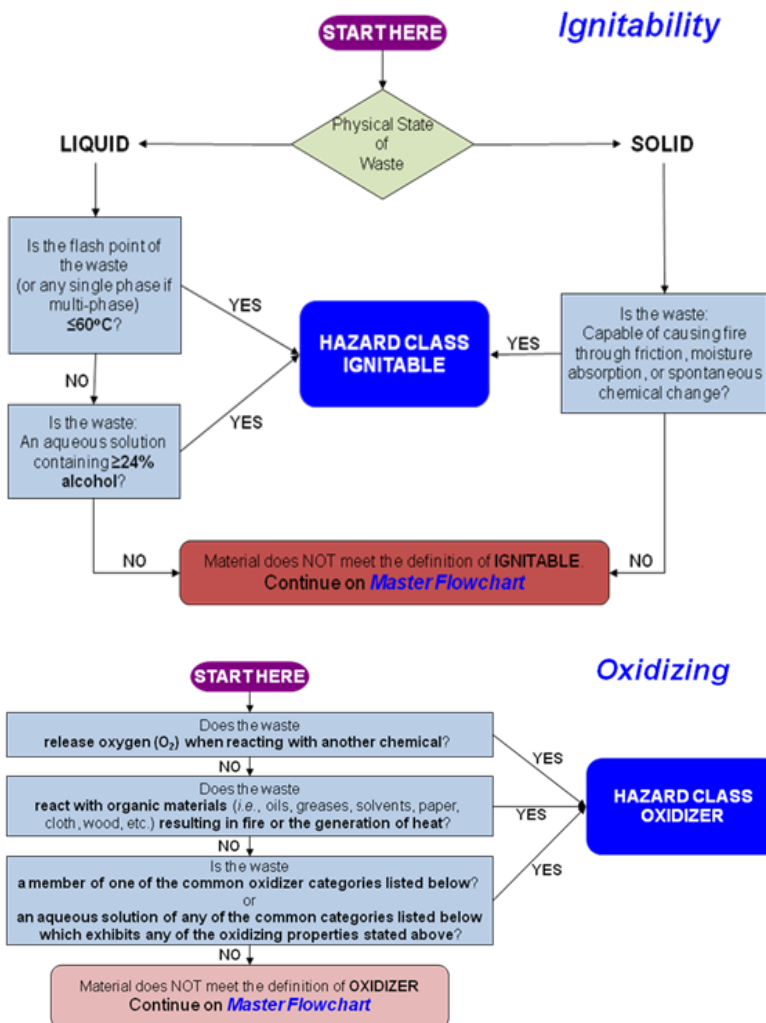 Ignitability
START HERE
Physical State
of
Waste
LIQUID
SOLID
Is the flash point of
the waste
(or any single phase if
multi-phase)
≤60°C?
YES
HAZARD CLASS
IGNITABLE
YES
Is the waste:
Capable of causing fire
through friction, moisture
absorption, or spontaneous
chemical change?
NO
Is the waste:
An aqueous solution
containing ≥24%
alcohol?
YES
NO
Material does NOT meet the definition of IGNITABLE.
Continue on Master Flowchart
NO
Oxidizing
START HERE
Does the waste
release oxygen (O₂) when reacting with another chemical?
YES
NO
Does the waste
react with organic materials (i.e., oils, greases, solvents, paper,
cloth, wood, etc.) resulting in fire or the generation of heat?
YES
HAZARD CLASS
OXIDIZER
NO
Is the waste
a member of one of the common oxidizer categories listed below?
or
an aqueous solution of any of the common categories listed below
which exhibits any of the oxidizing properties stated above?
YES
NO
Material does NOT meet the definition of OXIDIZER
Continue on Master Flowchart